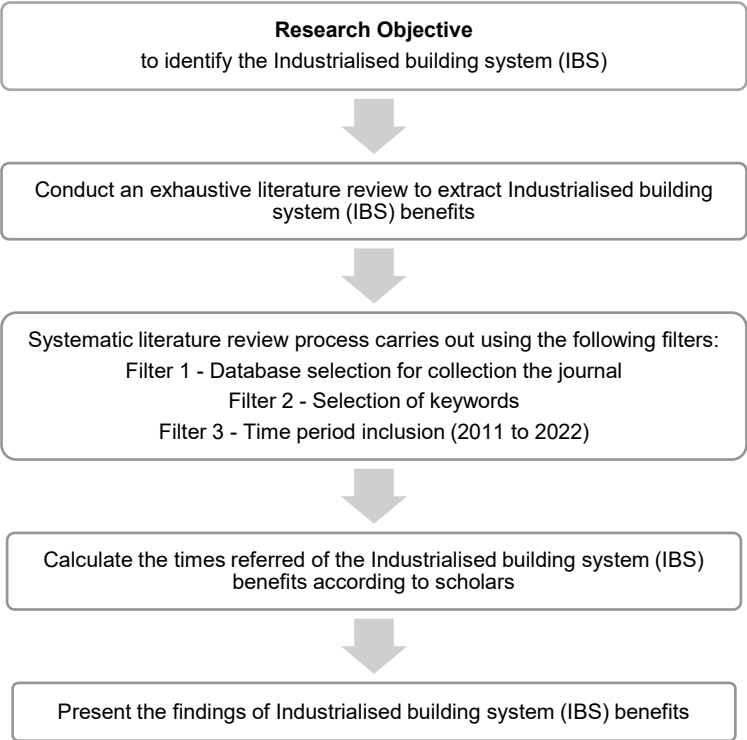 Research Objective
to identify the Industrialised building system (IBS)
Conduct an exhaustive literature review to extract Industrialised building
system (IBS) benefits
Systematic literature review process carries out using the following filters:
Filter 1 - Database selection for collection the journal
Filter 2 - Selection of keywords
Filter 3 - Time period inclusion (2011 to 2022)
Calculate the times referred of the Industrialised building system (IBS)
benefits according to scholars
Present the findings of Industrialised building system (IBS) benefits